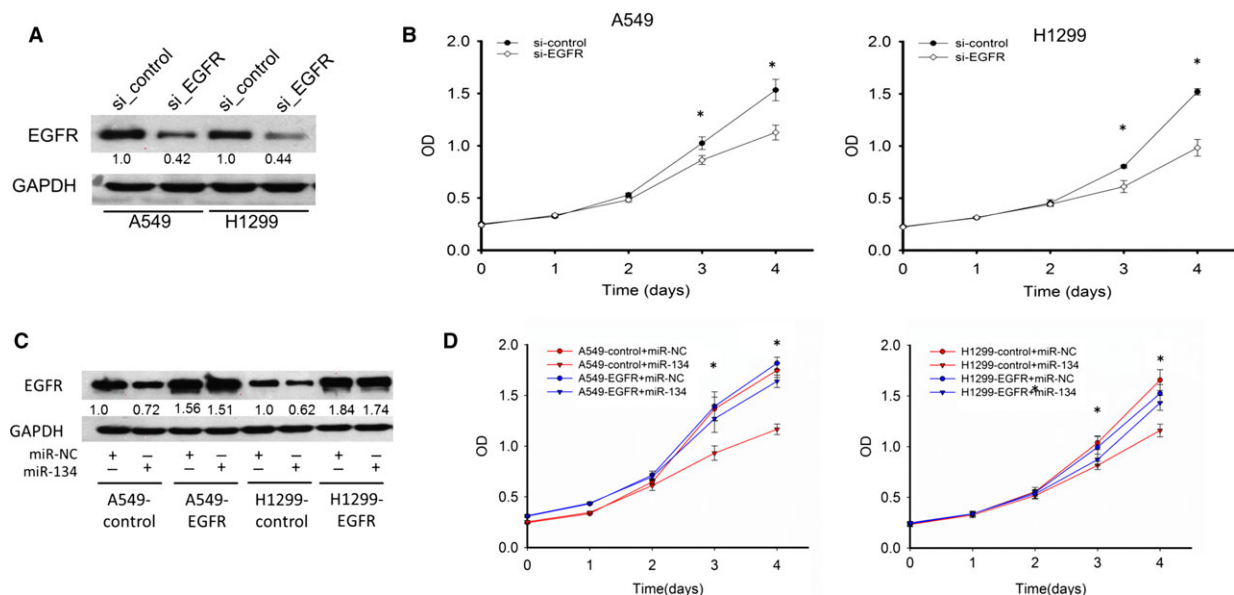 A
si_control
si_EGFR
si_control
si_EGFR
EGFR
1.0 0.42 1.0 0.44
GAPDH
A549 H1299
B
A549
si-control
si-EGFR
2.0
1.5
1.0
0.5
0.0
OD
* *
0 1 2 3 4
Time (days)
H1299
si-control
si-EGFR
2.0
1.5
1.0
0.5
0.0
OD
* *
0 1 2 3 4
Time (days)
C
EGFR
1.0 0.72 1.56 1.51 1.0 0.62 1.84 1.74
GAPDH
miR-NC + – + – + – + –
miR-134 – + – + – + – +
A549-control
A549-EGFR
H1299-control
H1299-EGFR
D
A549-control+miR-NC
A549-control+miR-134
A549-EGFR+miR-NC
A549-EGFR+miR-134
2.0
1.5
1.0
0.5
0.0
OD
* *
0 1 2 3 4
Time(days)
H1299-control+miR-NC
H1299-control+miR-134
H1299-EGFR+miR-NC
H1299-EGFR+miR-134
2.0
1.5
1.0
0.5
0.0
OD
* * *
0 1 2 3 4
Time(days)